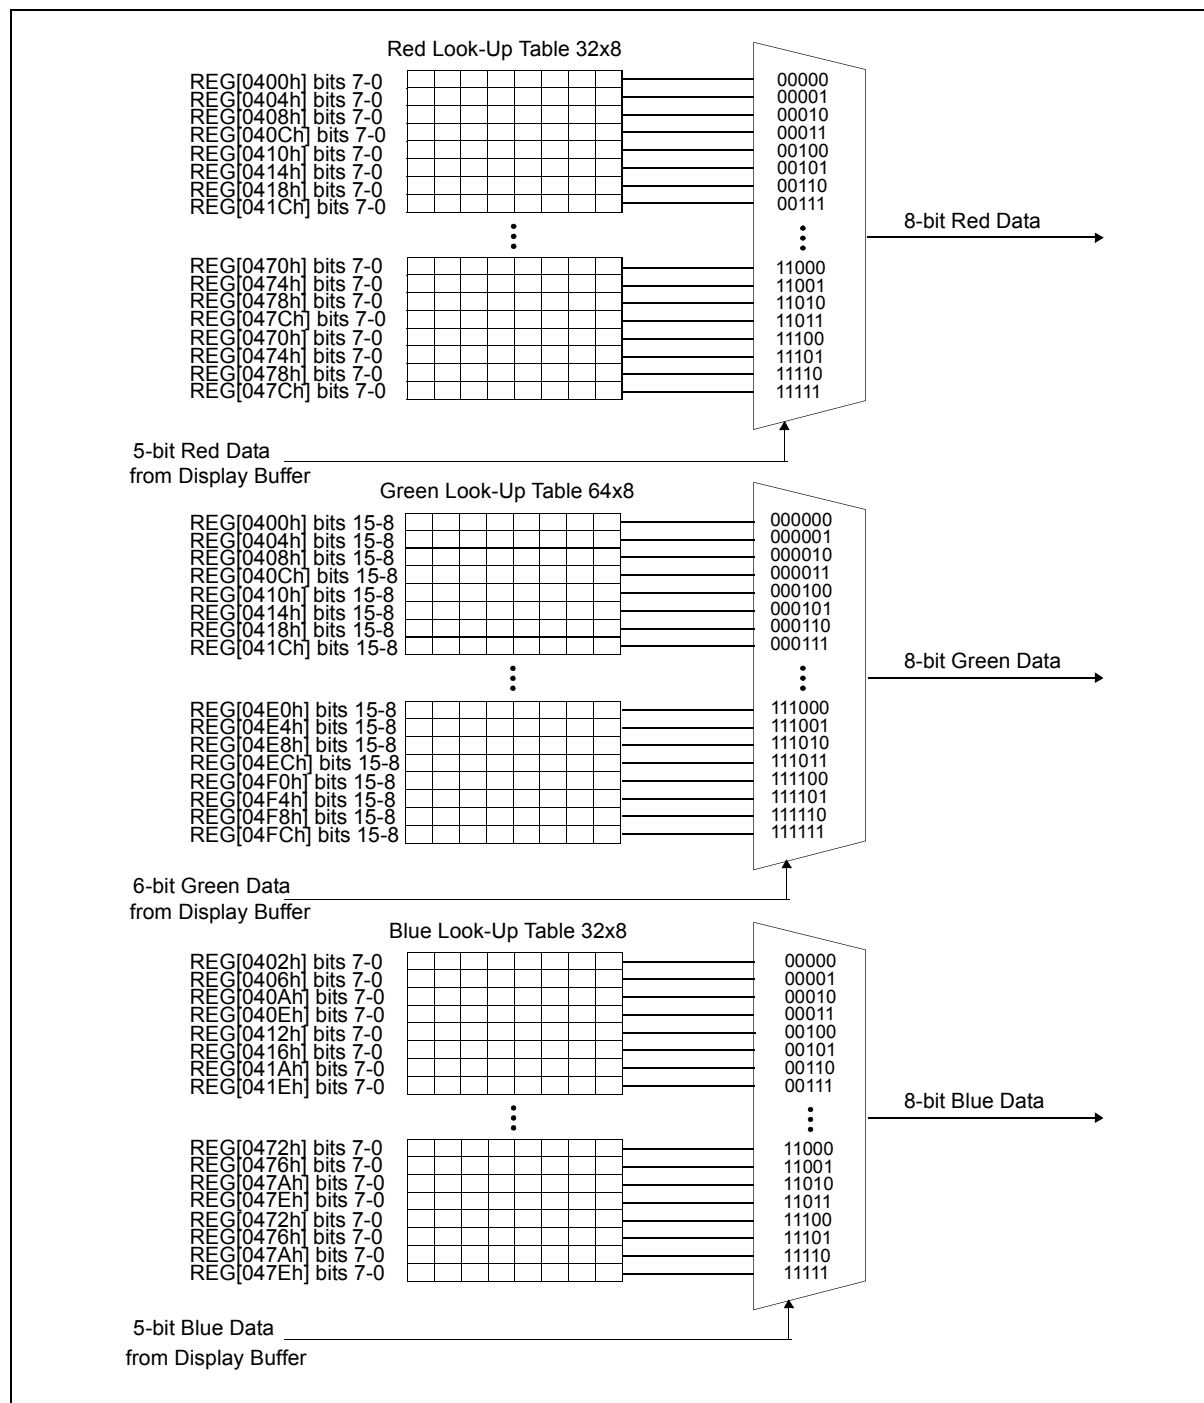 Red Look-Up Table 32x8
REG[0400h] bits 7-0 00000
REG[0404h] bits 7-0 00001
REG[0408h] bits 7-0 00010
REG[040Ch] bits 7-0 00011
REG[0410h] bits 7-0 00100
REG[0414h] bits 7-0 00101
REG[0418h] bits 7-0 00110
REG[041Ch] bits 7-0 00111
8-bit Red Data
REG[0470h] bits 7-0 11000
REG[0474h] bits 7-0 11001
REG[0478h] bits 7-0 11010
REG[047Ch] bits 7-0 11011
REG[0470h] bits 7-0 11100
REG[0474h] bits 7-0 11101
REG[0478h] bits 7-0 11110
REG[047Ch] bits 7-0 11111
5-bit Red Data
from Display Buffer
Green Look-Up Table 64x8
REG[0400h] bits 15-8 000000
REG[0404h] bits 15-8 000001
REG[0408h] bits 15-8 000010
REG[040Ch] bits 15-8 000011
REG[0410h] bits 15-8 000100
REG[0414h] bits 15-8 000101
REG[0418h] bits 15-8 000110
REG[041Ch] bits 15-8 000111
8-bit Green Data
REG[04E0h] bits 15-8 111000
REG[04E4h] bits 15-8 111001
REG[04E8h] bits 15-8 111010
REG[04ECh] bits 15-8 111011
REG[04F0h] bits 15-8 111100
REG[04F4h] bits 15-8 111101
REG[04F8h] bits 15-8 111110
REG[04FCh] bits 15-8 111111
6-bit Green Data
from Display Buffer
Blue Look-Up Table 32x8
REG[0402h] bits 7-0 00000
REG[0406h] bits 7-0 00001
REG[040Ah] bits 7-0 00010
REG[040Eh] bits 7-0 00011
REG[0412h] bits 7-0 00100
REG[0416h] bits 7-0 00101
REG[041Ah] bits 7-0 00110
REG[041Eh] bits 7-0 00111
8-bit Blue Data
REG[0472h] bits 7-0 11000
REG[0476h] bits 7-0 11001
REG[047Ah] bits 7-0 11010
REG[047Eh] bits 7-0 11011
REG[0472h] bits 7-0 11100
REG[0476h] bits 7-0 11101
REG[047Ah] bits 7-0 11110
REG[047Eh] bits 7-0 11111
5-bit Blue Data
from Display Buffer